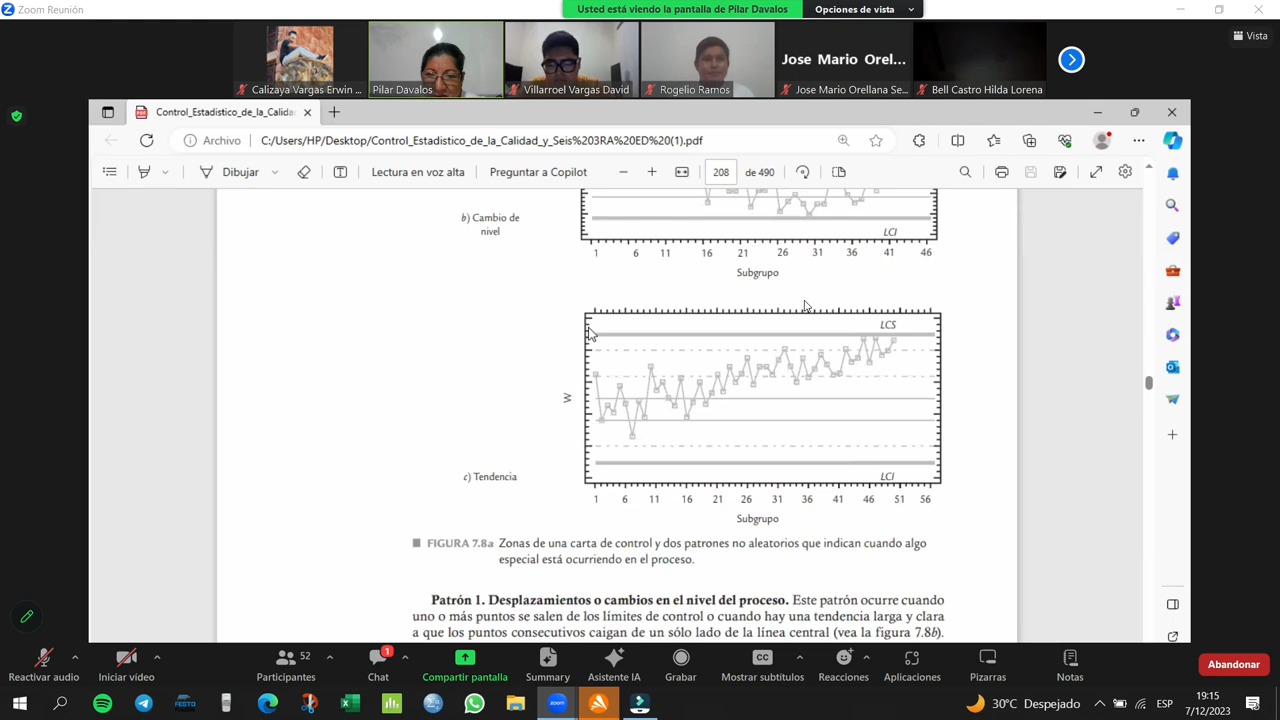 Zoom Reunión
Usted está viendo la pantalla de Pilar Davalos
Opciones de vista
Vista
Calizaya Vargas Erwin ...
Pilar Davalos
Villarroel Vargas David
Rogelio Ramos
Jose Mario Orel...
Jose Mario Orellana Se...
Bell Castro Hilda Lorena
Control_Estadistico_de_la_Calida
Archivo
C:/Users/HP/Desktop/Control_Estadistico_de_la_Calidad_y_Seis%203RA%20ED%20(1).pdf
Dibujar
Lectura en voz alta
Preguntar a Copilot
208
de 490
b) Cambio de
nivel
LCI
1 6 11 16 21 26 31 36 41 46
Subgrupo
LCS
W
c) Tendencia
LCI
1 6 11 16 21 26 31 36 41 46 51 56
Subgrupo
FIGURA 7.8a Zonas de una carta de control y dos patrones no aleatorios que indican cuando algo
especial está ocurriendo en el proceso.
Patrón 1. Desplazamientos o cambios en el nivel del proceso. Este patrón ocurre cuando
uno o más puntos se salen de los límites de control o cuando hay una tendencia larga y clara
a que los puntos consecutivos caigan de un sólo lado de la línea central (vea la figura 7.8b).
Reactivar audio
Iniciar video
52
Participantes
1
Chat
Compartir pantalla
Summary
Asistente IA
Grabar
CC
Mostrar subtítulos
Reacciones
Aplicaciones
Pizarras
Notas
Abandonar
FESTO
zoom
30°C Despejado
ESP
19:15
7/12/2023